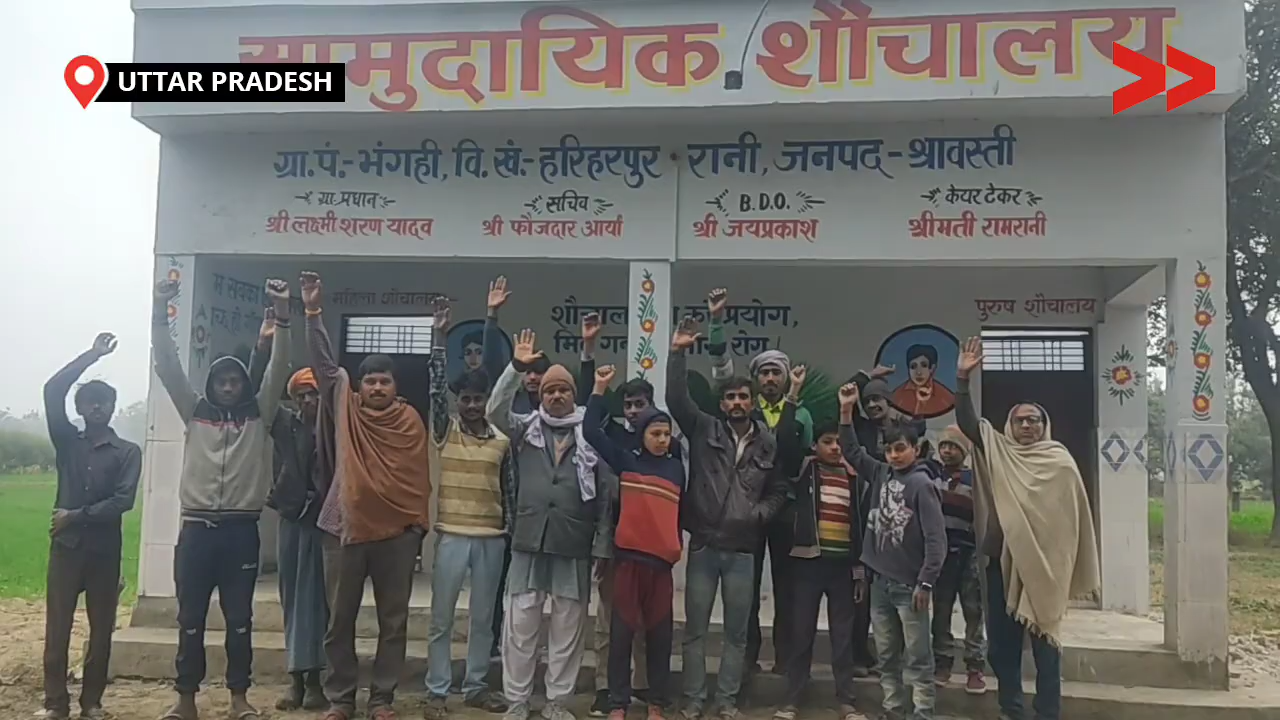 सामुदायिक शौचालय
UTTAR PRADESH
ग्रा.पं.-भंगही, वि.खं.-हरिहरपुर रानी, जनपद-श्रावस्ती
ग्रा.प्रधान सचिव B.D.O. केयर टेकर
श्री लक्ष्मी शरण यादव श्री फौजदार आर्या श्री जयप्रकाश श्रीमती रामरानी
महिला शौचालय
पुरुष शौचालय
प्रयोग,
रोग।